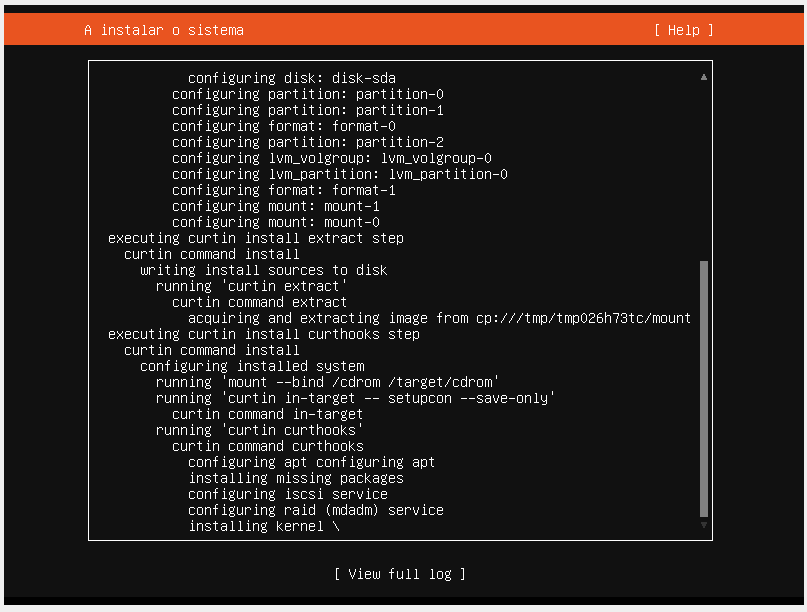 A instalar o sistema [ Help ]
configuring disk: disk-sda
configuring partition: partition-0
configuring partition: partition-1
configuring format: format-0
configuring partition: partition-2
configuring lvm_volgroup: lvm_volgroup-0
configuring lvm_partition: lvm_partition-0
configuring format: format-1
configuring mount: mount-1
configuring mount: mount-0
executing curtin install extract step
curtin command install
writing install sources to disk
running 'curtin extract'
curtin command extract
acquiring and extracting image from cp:///tmp/tmp026h73tc/mount
executing curtin install curthooks step
curtin command install
configuring installed system
running 'mount --bind /cdrom /target/cdrom'
running 'curtin in-target -- setupcon --save-only'
curtin command in-target
running 'curtin curthooks'
curtin command curthooks
configuring apt configuring apt
installing missing packages
configuring iscsi service
configuring raid (mdadm) service
installing kernel \
[ View full log ]